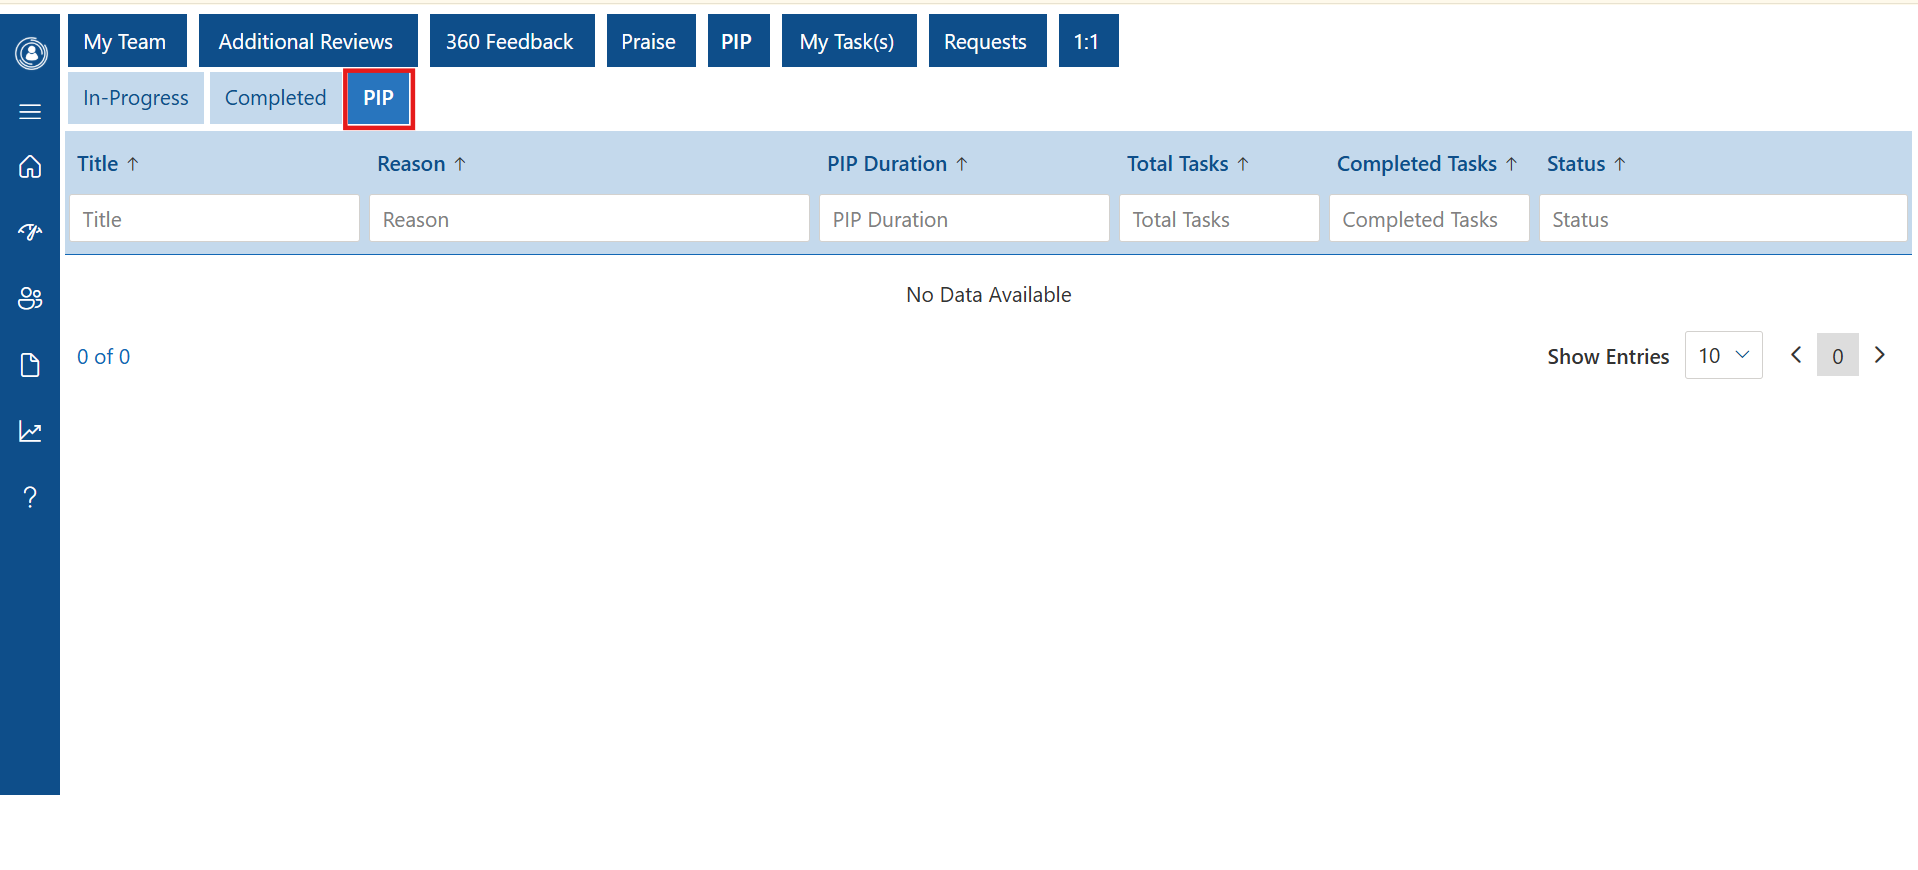 My Team Additional Reviews 360 Feedback Praise PIP My Task(s) Requests 1:1
In-Progress Completed PIP
Title ↑ Reason ↑ PIP Duration ↑ Total Tasks ↑ Completed Tasks ↑ Status ↑
Title Reason PIP Duration Total Tasks Completed Tasks Status
No Data Available
0 of 0 Show Entries 10 0